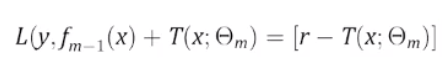 L(y,f_{m-1}(x) + T(x; Θ_m) = [r - T(x; Θ_m)]